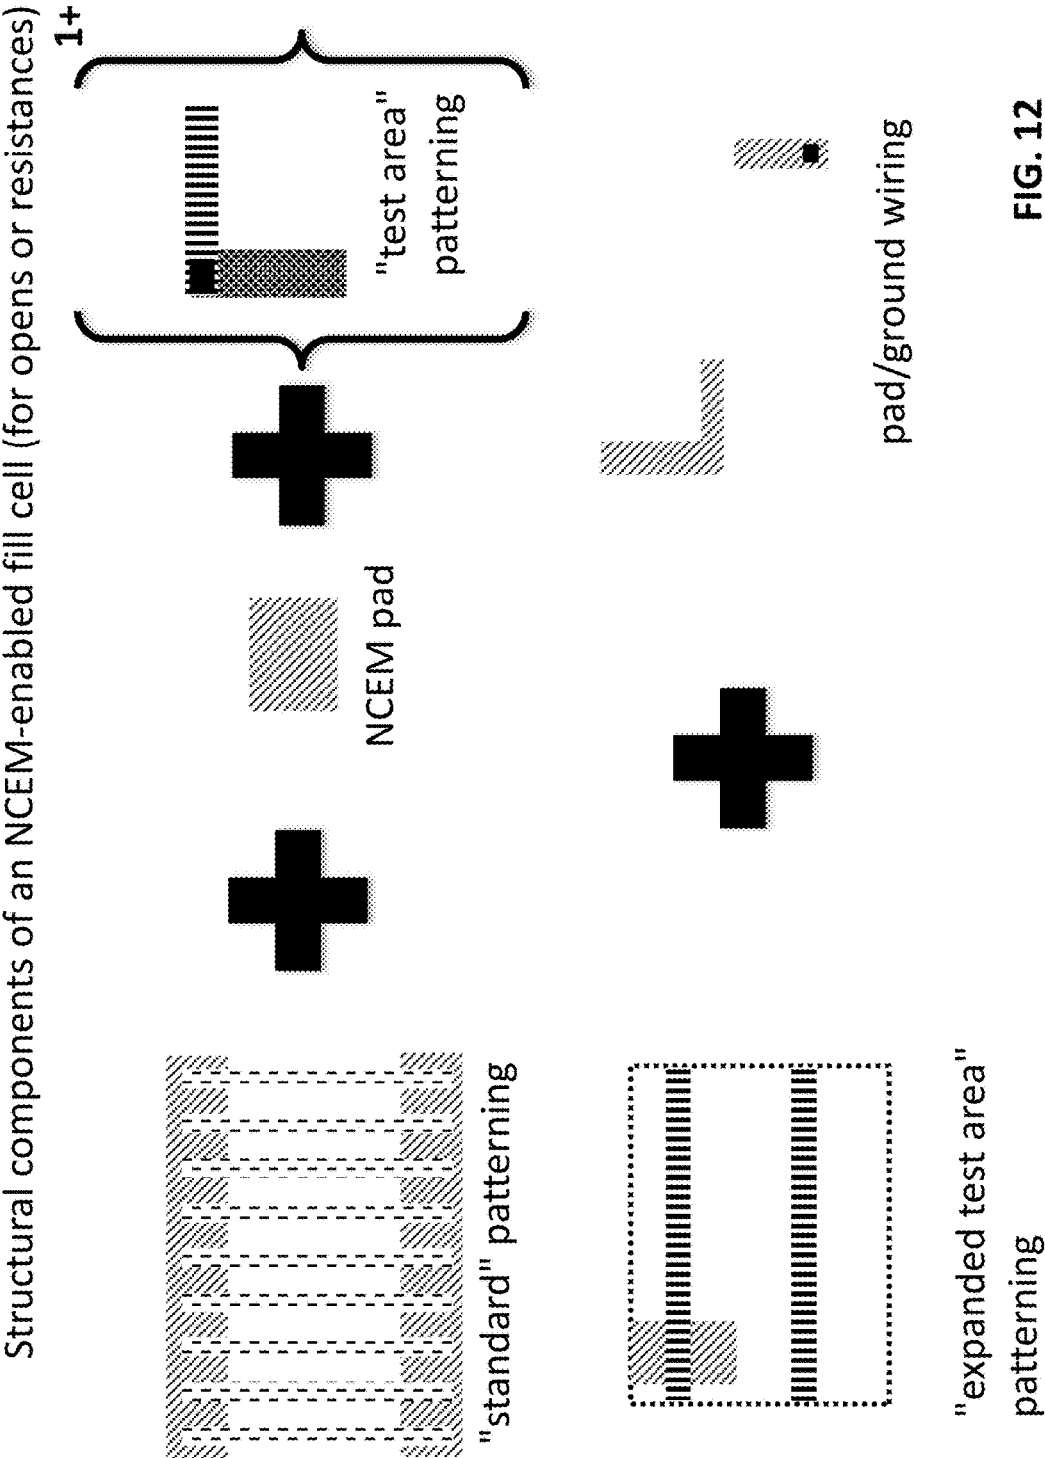 Structural components of an NCEM-enabled fill cell (for opens or resistances)
1+
"standard" patterning
NCEM pad
"test area"
patterning
"expanded test area"
patterning
pad/ground wiring
FIG. 12